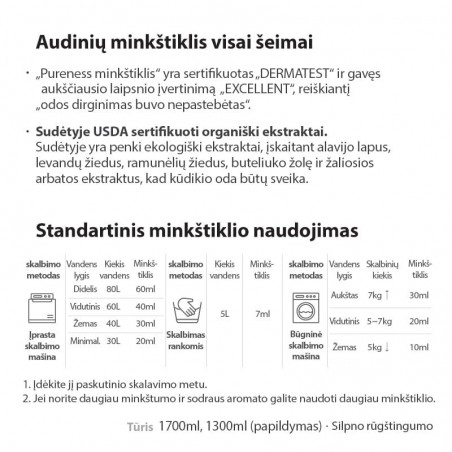 Audinių minkštiklis visai šeimai
· „Pureness minkštiklis“ yra sertifikuotas „DERMATEST“ ir gavęs
aukščiausio laipsnio įvertinimą „EXCELLENT“, reiškiantį
„odos dirginimas buvo nepastebėtas“.
· Sudėtyje USDA sertifikuoti organiški ekstraktai.
Sudėtyje yra penki ekologiški ekstraktai, įskaitant alavijo lapus,
levandų žiedus, ramunėlių žiedus, buteliuko žolę ir žaliosios
arbatos ekstraktus, kad kūdikio oda būtų sveika.
Standartinis minkštiklio naudojimas
skalbimo metodas Vandens lygis Kiekis vandens Minkš-tiklis
Įprasta skalbimo mašina
Didelis 80L 60ml
Vidutinis 60L 40ml
Žemas 40L 30ml
Minimal. 30L 20ml
skalbimo metodas Kiekis vandens Minkš-tiklis
Skalbimas rankomis 5L 7ml
skalbimo metodas Vandens lygis Skalbinių kiekis Minkš-tiklis
Būgninė skalbimo mašina
Aukštas 7kg ↑ 30ml
Vidutinis 5~7kg 20ml
Žemas 5kg ↓ 10ml
1. Įdėkite jį paskutinio skalavimo metu.
2. Jei norite daugiau minkštumo ir sodraus aromato galite naudoti daugiau minkštiklio.
Tūris 1700ml, 1300ml (papildymas) · Silpno rūgštingumo